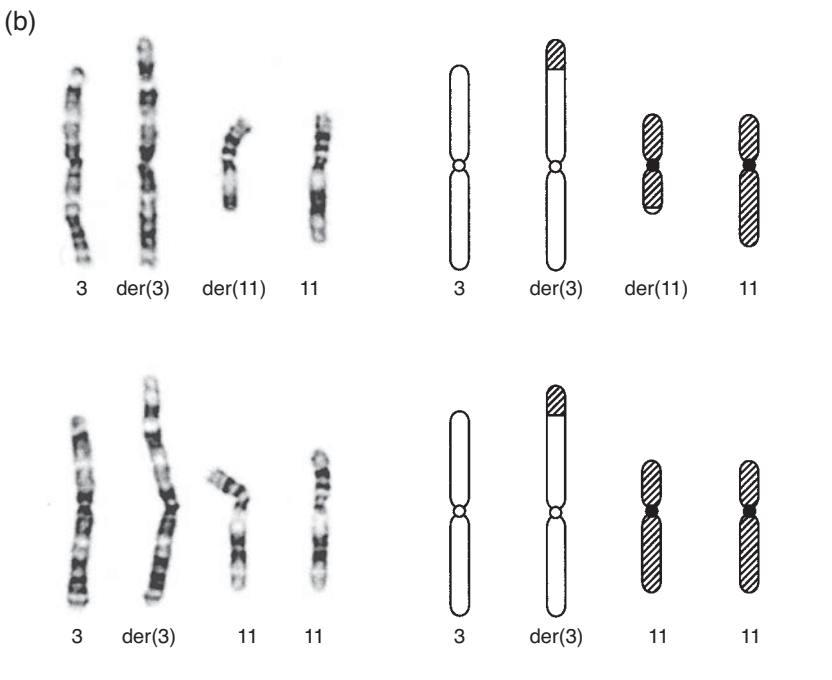 (b)
3 der(3) der(11) 11 3 der(3) der(11) 11
3 der(3) 11 11 3 der(3) 11 11